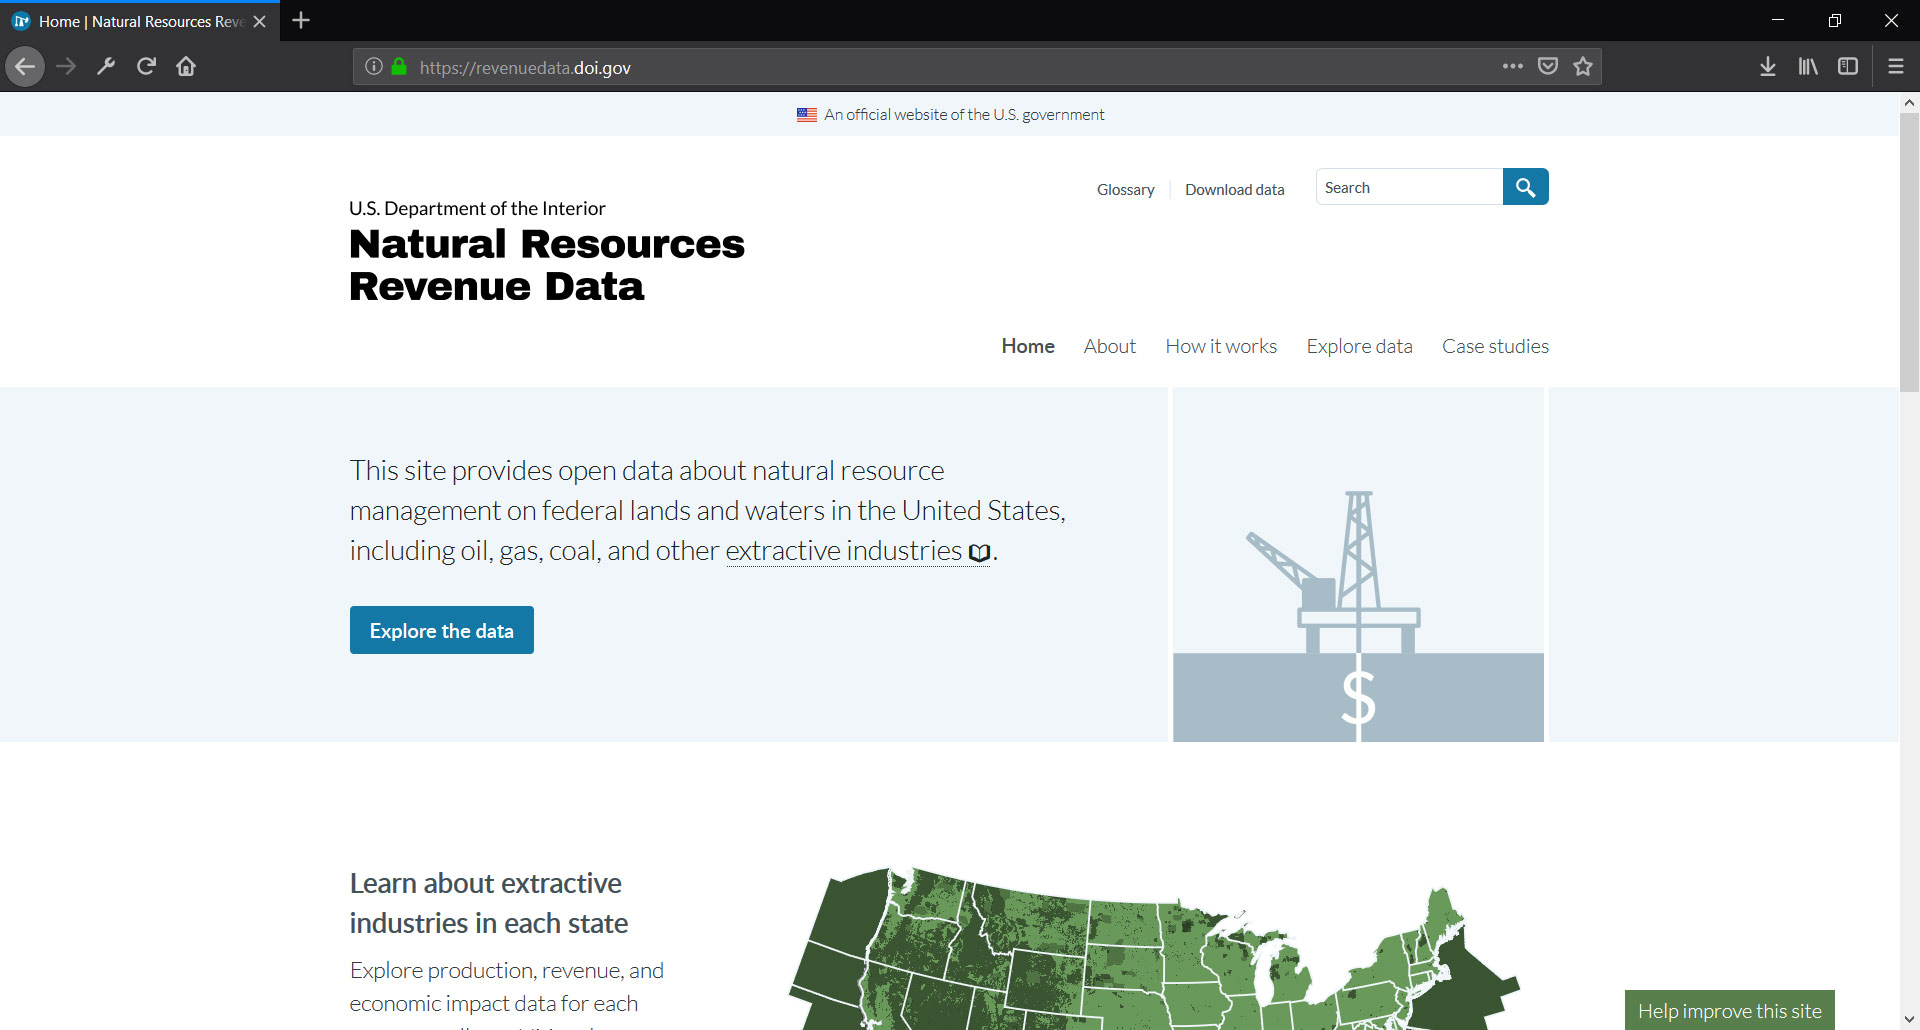 Home | Natural Resources Reve
https://revenuedata.doi.gov
An official website of the U.S. government
Glossary
Download data
Search
U.S. Department of the Interior
Natural Resources
Revenue Data
Home
About
How it works
Explore data
Case studies
This site provides open data about natural resource
management on federal lands and waters in the United States,
including oil, gas, coal, and other extractive industries.
Explore the data
$
Learn about extractive
industries in each state
Explore production, revenue, and
economic impact data for each
Help improve this site